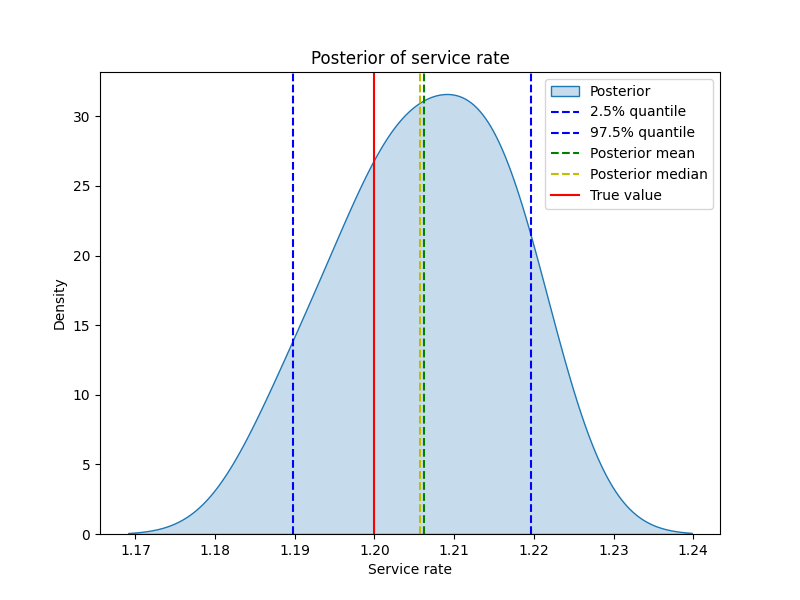 Posterior of service rate
Posterior
2.5% quantile
97.5% quantile
Posterior mean
Posterior median
True value
Density
30
25
20
15
10
5
0
1.17 1.18 1.19 1.20 1.21 1.22 1.23 1.24
Service rate